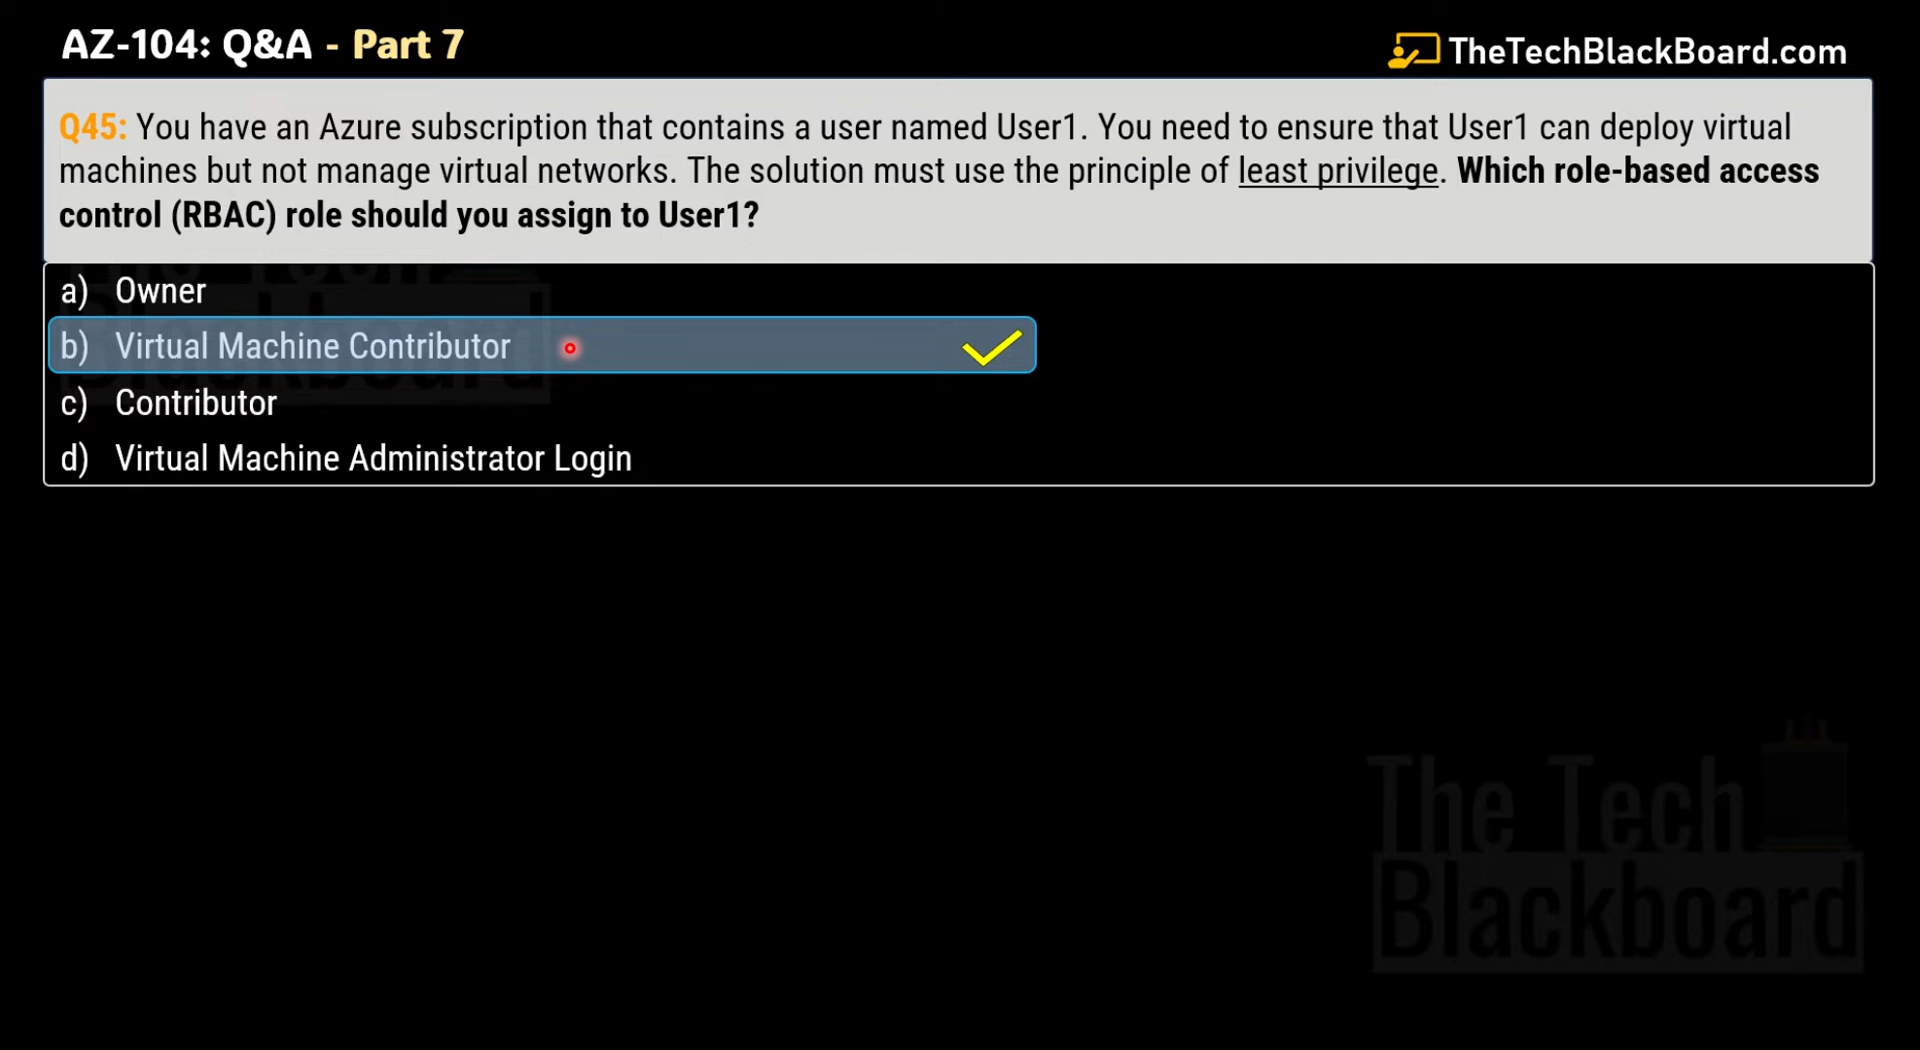 AZ-104: Q&A - Part 7
TheTechBlackBoard.com
Q45: You have an Azure subscription that contains a user named User1. You need to ensure that User1 can deploy virtual
machines but not manage virtual networks. The solution must use the principle of least privilege. Which role-based access
control (RBAC) role should you assign to User1?
a) Owner
b) Virtual Machine Contributor
c) Contributor
d) Virtual Machine Administrator Login
The Tech
Blackboard
The Tech
Blackboard